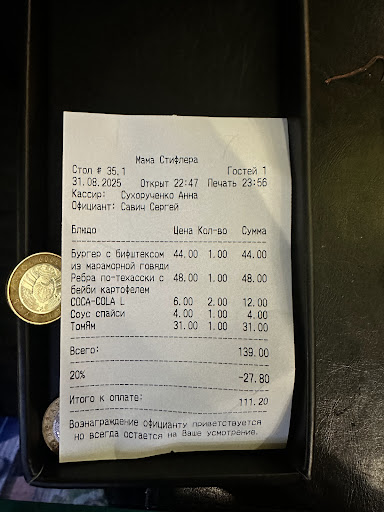 Мама Стифлера
Стол # 35.1 Гостей 1
31.08.2025 Открыт 22:47 Печать 23:56
Кассир: Сухорученко Анна
Официант: Савич Сергей
Блюдо Цена Кол-во Сумма
Бургер с бифштексом 44.00 1.00 44.00
из мараморной говяди
Ребра по-техасски с 48.00 1.00 48.00
бейби картофелем
COCA-COLA L 6.00 2.00 12.00
Соус спайси 4.00 1.00 4.00
ТомЯм 31.00 1.00 31.00
Всего: 139.00
20% -27.80
Итого к оплате: 111.20
Вознаграждение официанту приветствуется
но всегда остается на Ваше усмотрение.